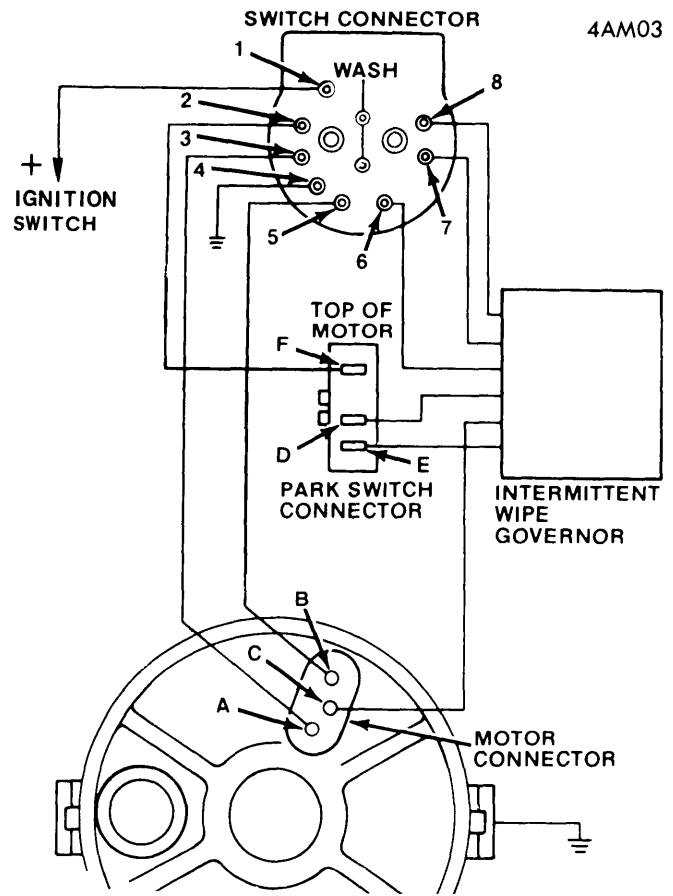 SWITCH CONNECTOR
4AM03
1
WASH
2
8
3
4
+
IGNITION
SWITCH
5
6
7
TOP OF
MOTOR
F
D
E
PARK SWITCH
CONNECTOR
INTERMITTENT
WIPE
GOVERNOR
B
C
A
MOTOR
CONNECTOR